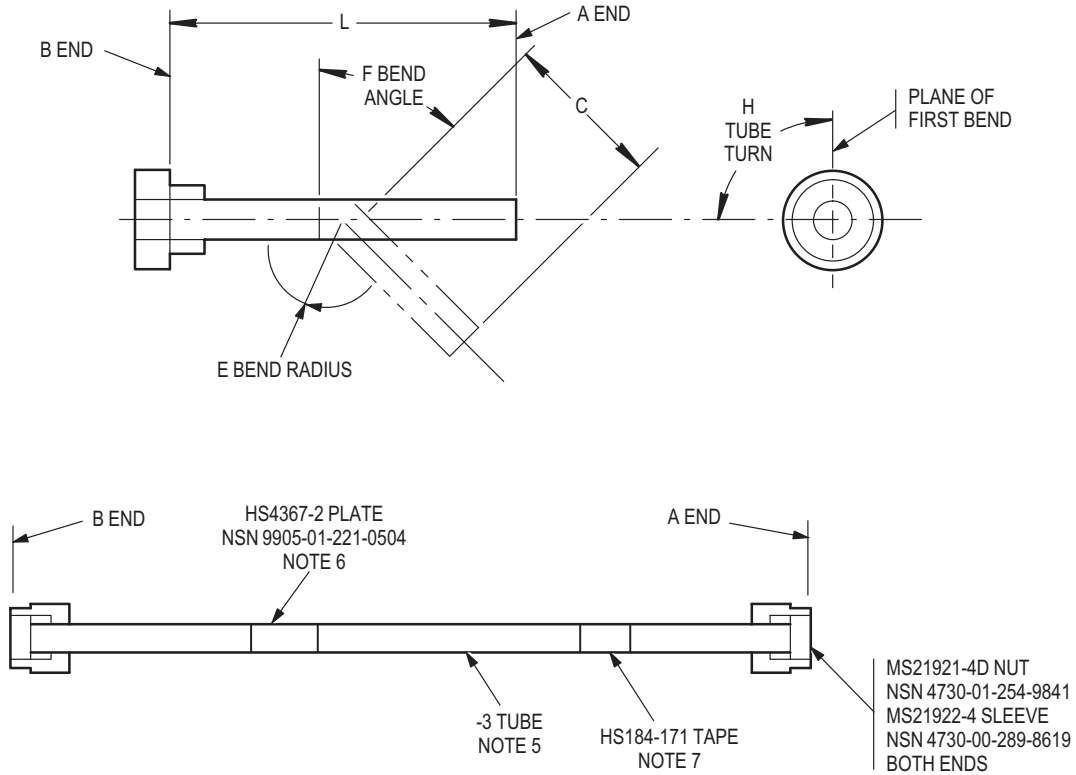 L
A END
B END
F BEND
ANGLE
C
H
TUBE
TURN
PLANE OF
FIRST BEND
E BEND RADIUS
B END
HS4367-2 PLATE
NSN 9905-01-221-0504
NOTE 6
A END
-3 TUBE
NOTE 5
HS184-171 TAPE
NOTE 7
MS21921-4D NUT
NSN 4730-01-254-9841
MS21922-4 SLEEVE
NSN 4730-00-289-8619
BOTH ENDS